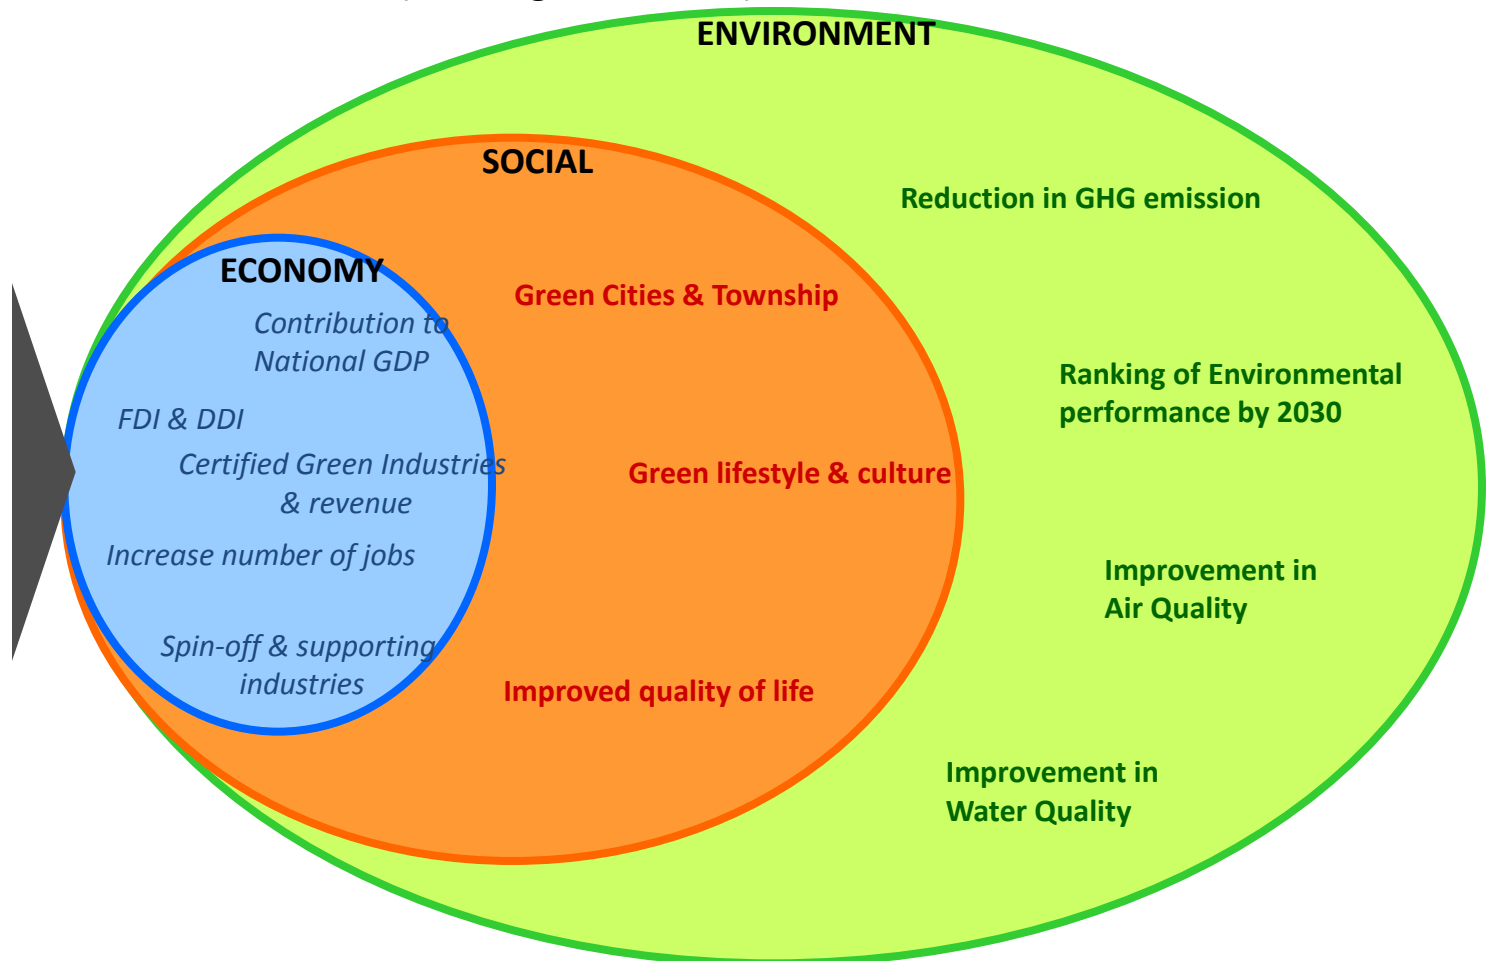 ENVIRONMENT
SOCIAL
ECONOMY
Contribution to
National GDP
FDI & DDI
Certified Green Industries
& revenue
Increase number of jobs
Spin-off & supporting
industries
Green Cities & Township
Green lifestyle & culture
Improved quality of life
Reduction in GHG emission
Ranking of Environmental
performance by 2030
Improvement in
Air Quality
Improvement in
Water Quality